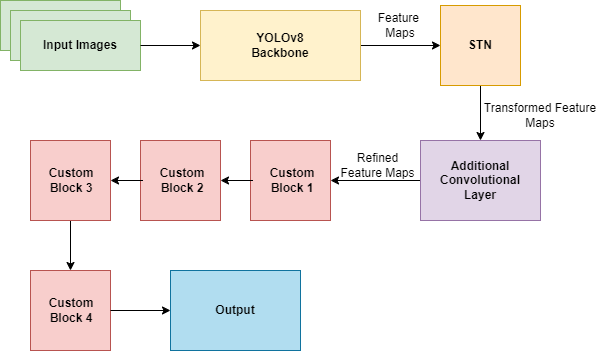 Input Images
YOLOv8
Backbone
Feature
Maps
STN
Transformed Feature
Maps
Additional
Convolutional
Layer
Refined
Feature Maps
Custom
Block 1
Custom
Block 2
Custom
Block 3
Custom
Block 4
Output